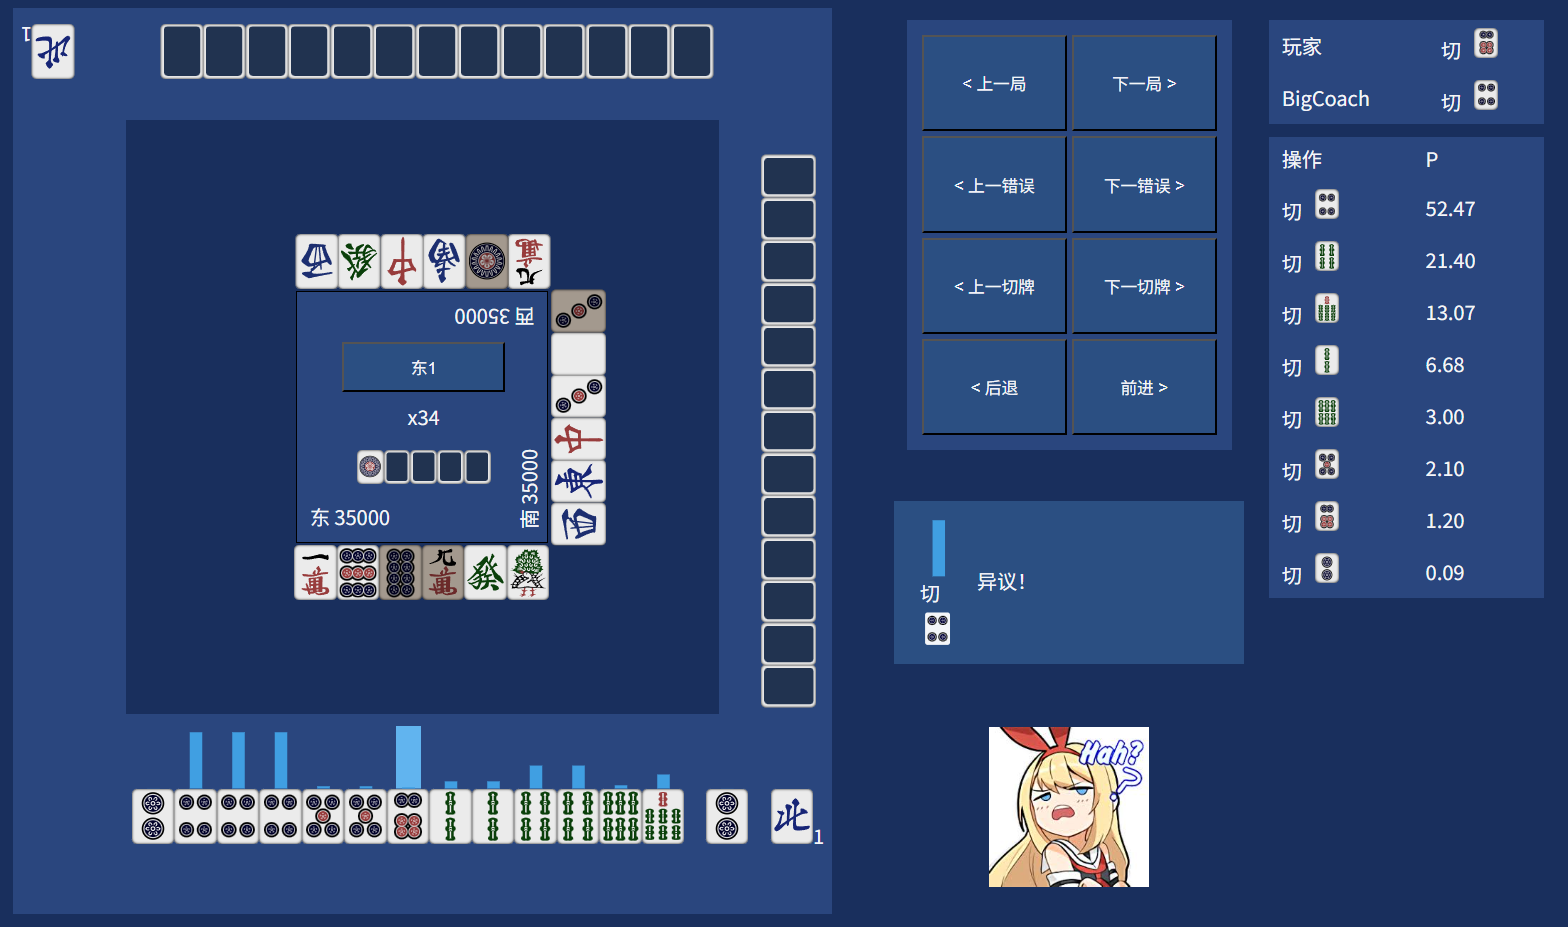 1
西 35000
东1
x34
东 35000
南 35000
1
< 上一局
下一局 >
< 上一错误
下一错误 >
< 上一切牌
下一切牌 >
< 后退
前进 >
玩家 切
BigCoach 切
操作 P
切 52.47
切 21.40
切 13.07
切 6.68
切 3.00
切 2.10
切 1.20
切 0.09
切
异议!
Hah?